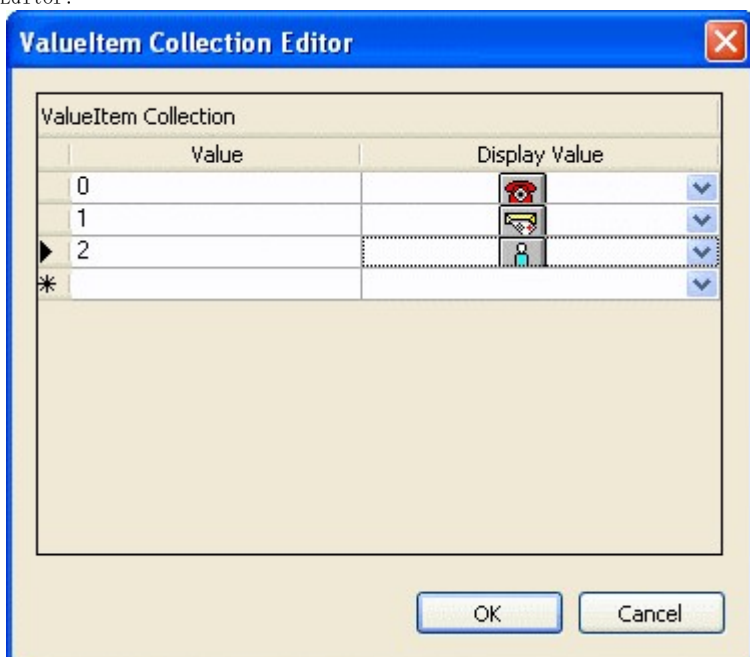 ValueItem Collection Editor
ValueItem Collection
Value Display Value
0
1
2
OK Cancel